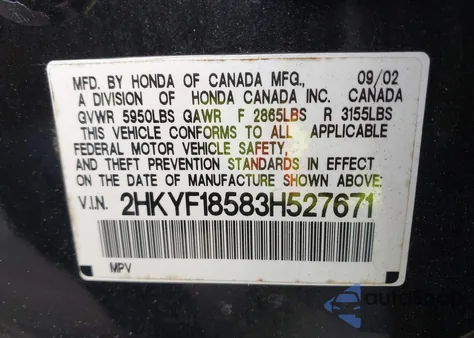 MFD. BY HONDA OF CANADA MFG., 09/02
A DIVISION OF HONDA CANADA INC. CANADA
GVWR 5950LBS GAWR F 2865LBS R 3155LBS
THIS VEHICLE CONFORMS TO ALL APPLICABLE
FEDERAL MOTOR VEHICLE SAFETY,
AND THEFT PREVENTION STANDARDS IN EFFECT
ON THE DATE OF MANUFACTURE SHOWN ABOVE.
V.I.N. 2HKYF18583H527671
MPV